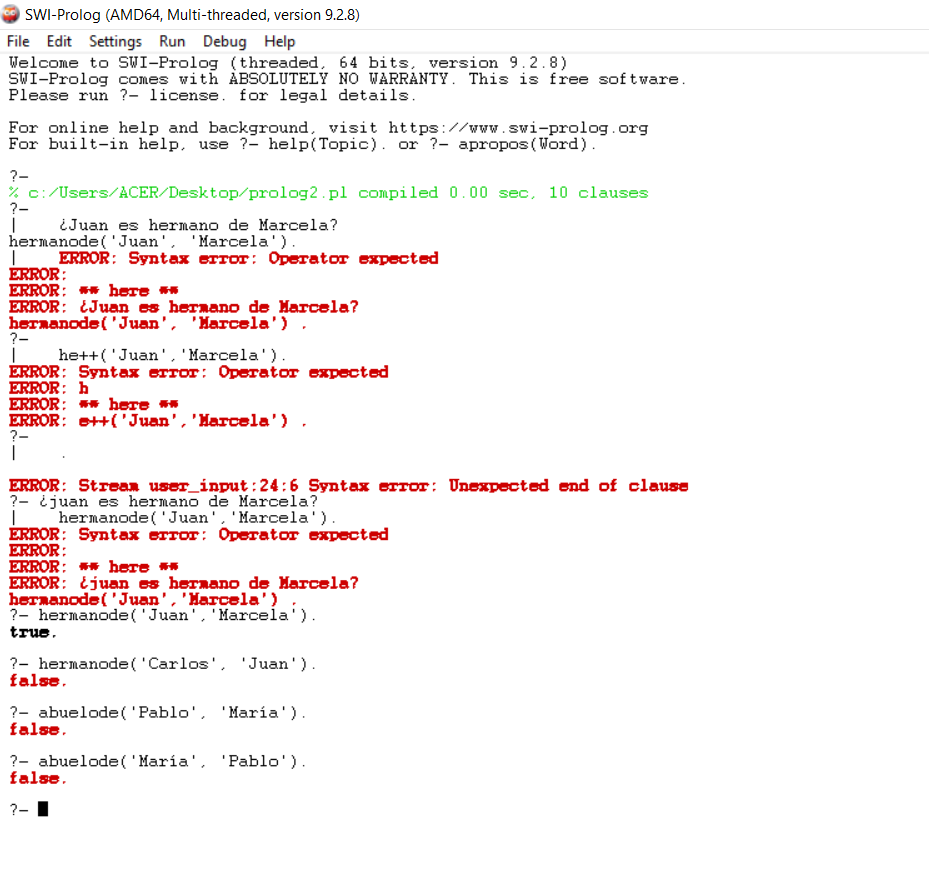 SWI-Prolog (AMD64, Multi-threaded, version 9.2.8)
File Edit Settings Run Debug Help
Welcome to SWI-Prolog (threaded, 64 bits, version 9.2.8)
SWI-Prolog comes with ABSOLUTELY NO WARRANTY. This is free software.
Please run ?- license. for legal details.
For online help and background, visit https://www.swi-prolog.org
For built-in help, use ?- help(Topic). or ?- apropos(Word).
?-
% c:/Users/ACER/Desktop/prolog2.pl compiled 0.00 sec, 10 clauses
?-
|    ¿Juan es hermano de Marcela?
hermanode('Juan', 'Marcela').
|    ERROR: Syntax error: Operator expected
ERROR:
ERROR: ** here **
ERROR: ¿Juan es hermano de Marcela?
hermanode('Juan', 'Marcela') .
?-
|    he++('Juan','Marcela').
ERROR: Syntax error: Operator expected
ERROR: h
ERROR: ** here **
ERROR: e++('Juan','Marcela') .
?-
|    .
ERROR: Stream user_input:24:6 Syntax error: Unexpected end of clause
?- ¿juan es hermano de Marcela?
|    hermanode('Juan','Marcela').
ERROR: Syntax error: Operator expected
ERROR:
ERROR: ** here **
ERROR: ¿juan es hermano de Marcela?
hermanode('Juan','Marcela') .
?- hermanode('Juan','Marcela').
true.
?- hermanode('Carlos', 'Juan').
false.
?- abuelode('Pablo', 'María').
false.
?- abuelode('María', 'Pablo').
false.
?-